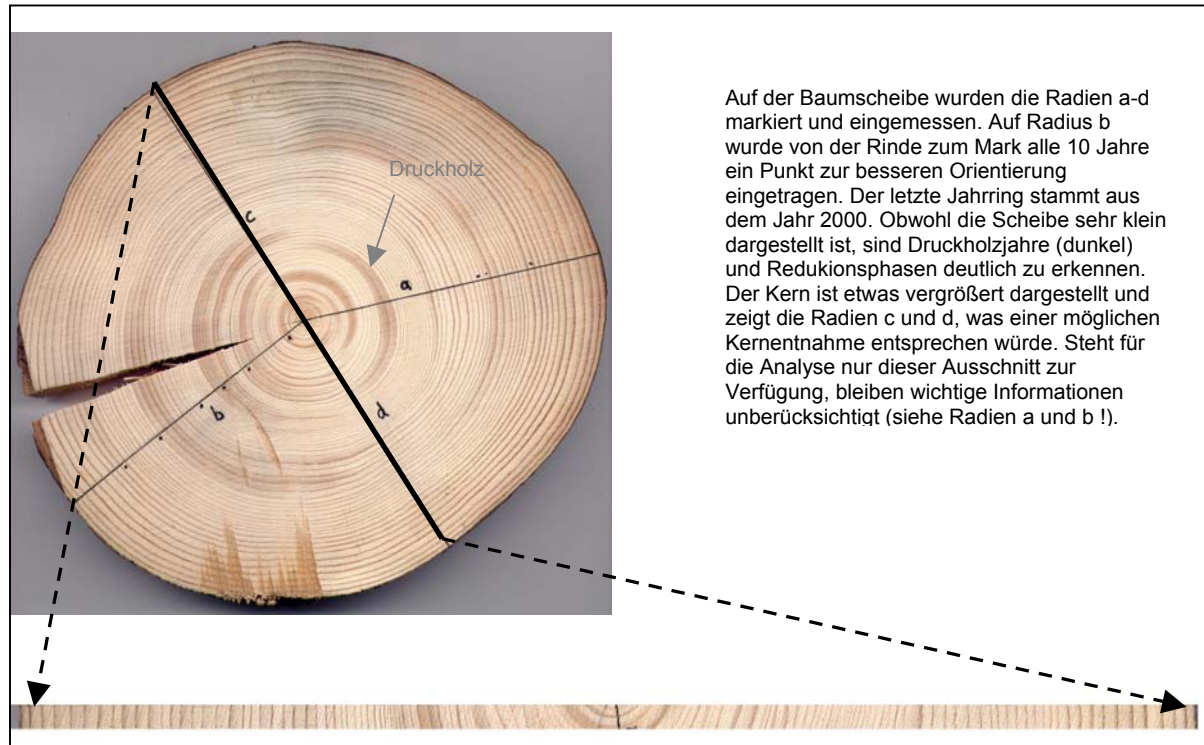 Druckholz
c
a
b
d
Auf der Baumscheibe wurden die Radien a-d
markiert und eingemessen. Auf Radius b
wurde von der Rinde zum Mark alle 10 Jahre
ein Punkt zur besseren Orientierung
eingetragen. Der letzte Jahrring stammt aus
dem Jahr 2000. Obwohl die Scheibe sehr klein
dargestellt ist, sind Druckholzjahre (dunkel)
und Redukionsphasen deutlich zu erkennen.
Der Kern ist etwas vergrößert dargestellt und
zeigt die Radien c und d, was einer möglichen
Kernentnahme entsprechen würde. Steht für
die Analyse nur dieser Ausschnitt zur
Verfügung, bleiben wichtige Informationen
unberücksichtigt (siehe Radien a und b !).